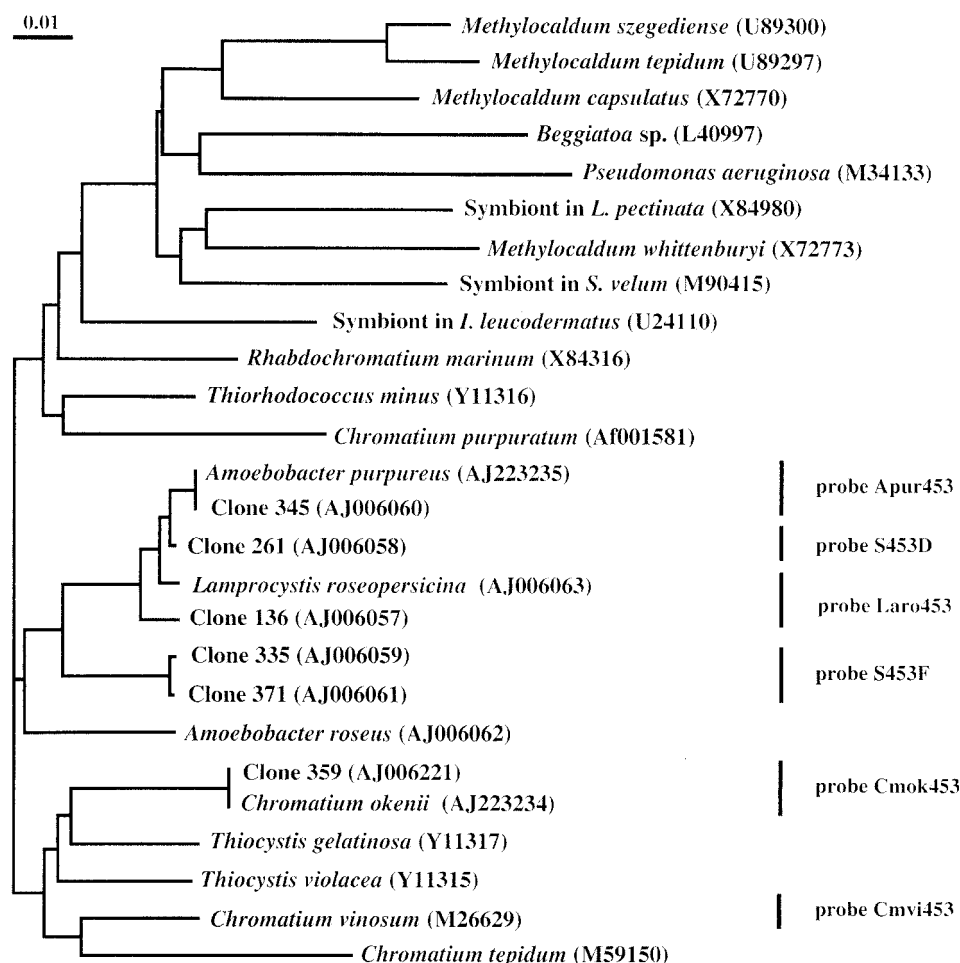 0.01
Methylocaldum szegediense (U89300)
Methylocaldum tepidum (U89297)
Methylocaldum capsulatus (X72770)
Beggiatoa sp. (L40997)
Pseudomonas aeruginosa (M34133)
Symbiont in L. pectinata (X84980)
Methylocaldum whittenburyi (X72773)
Symbiont in S. velum (M90415)
Symbiont in I. leucodermatus (U24110)
Rhabdochromatium marinum (X84316)
Thiorhodococcus minus (Y11316)
Chromatium purpuratum (Af001581)
Amoebobacter purpureus (AJ223235)
probe Apur453
Clone 345 (AJ006060)
Clone 261 (AJ006058)
probe S453D
Lamprocystis roseopersicina (AJ006063)
probe Laro453
Clone 136 (AJ006057)
Clone 335 (AJ006059)
probe S453F
Clone 371 (AJ006061)
Amoebobacter roseus (AJ006062)
Clone 359 (AJ006221)
probe Cmok453
Chromatium okenii (AJ223234)
Thiocystis gelatinosa (Y11317)
Thiocystis violacea (Y11315)
Chromatium vinosum (M26629)
probe Cmvi453
Chromatium tepidum (M59150)